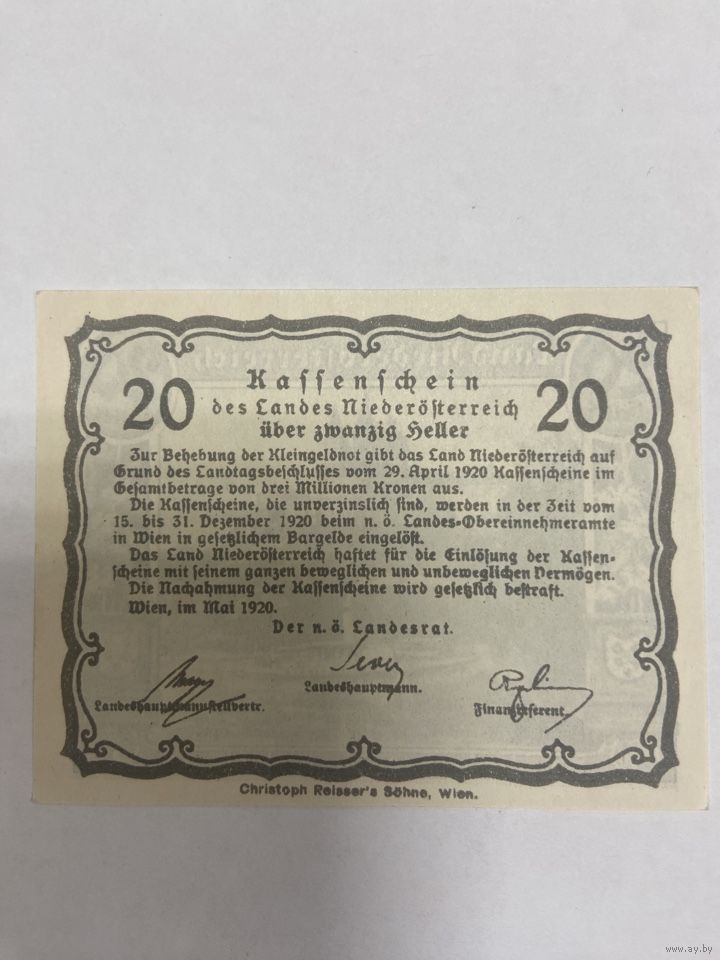 20
Kassenschein
20
des Landes Niederösterreich
über zwanzig Heller
Zur Behebung der Kleingeldnot gibt das Land Niederösterreich auf
Grund des Landtagsbeschlusses vom 29. April 1920 Kassenscheine im
Gesamtbetrage von drei Millionen Kronen aus.
Die Kassenscheine, die unverzinslich sind, werden in der Zeit vom
15. bis 31. Dezember 1920 beim n. ö. Landes-Obereinnehmeramte
in Wien in gesetzlichem Bargelde eingelöst.
Das Land Niederösterreich haftet für die Einlösung der Kassen-
scheine mit seinem ganzen beweglichen und unbeweglichen Vermögen.
Die Nachahmung der Kassenscheine wird gesetzlich bestraft.
Wien, im Mai 1920.
Der n. ö. Landesrat.
Landeshauptmannstellvertr.
Landeshauptmann.
Finanzreferent.
Christoph Reisser's Söhne, Wien.
www.ay.by